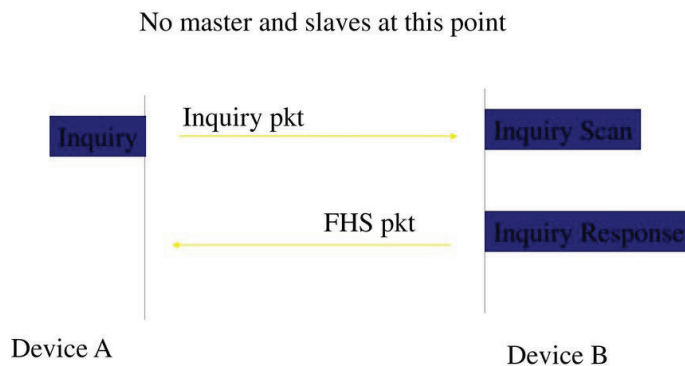 No master and slaves at this point
Inquiry
Inquiry pkt
Inquiry Scan
FHS pkt
Inquiry Response
Device A
Device B